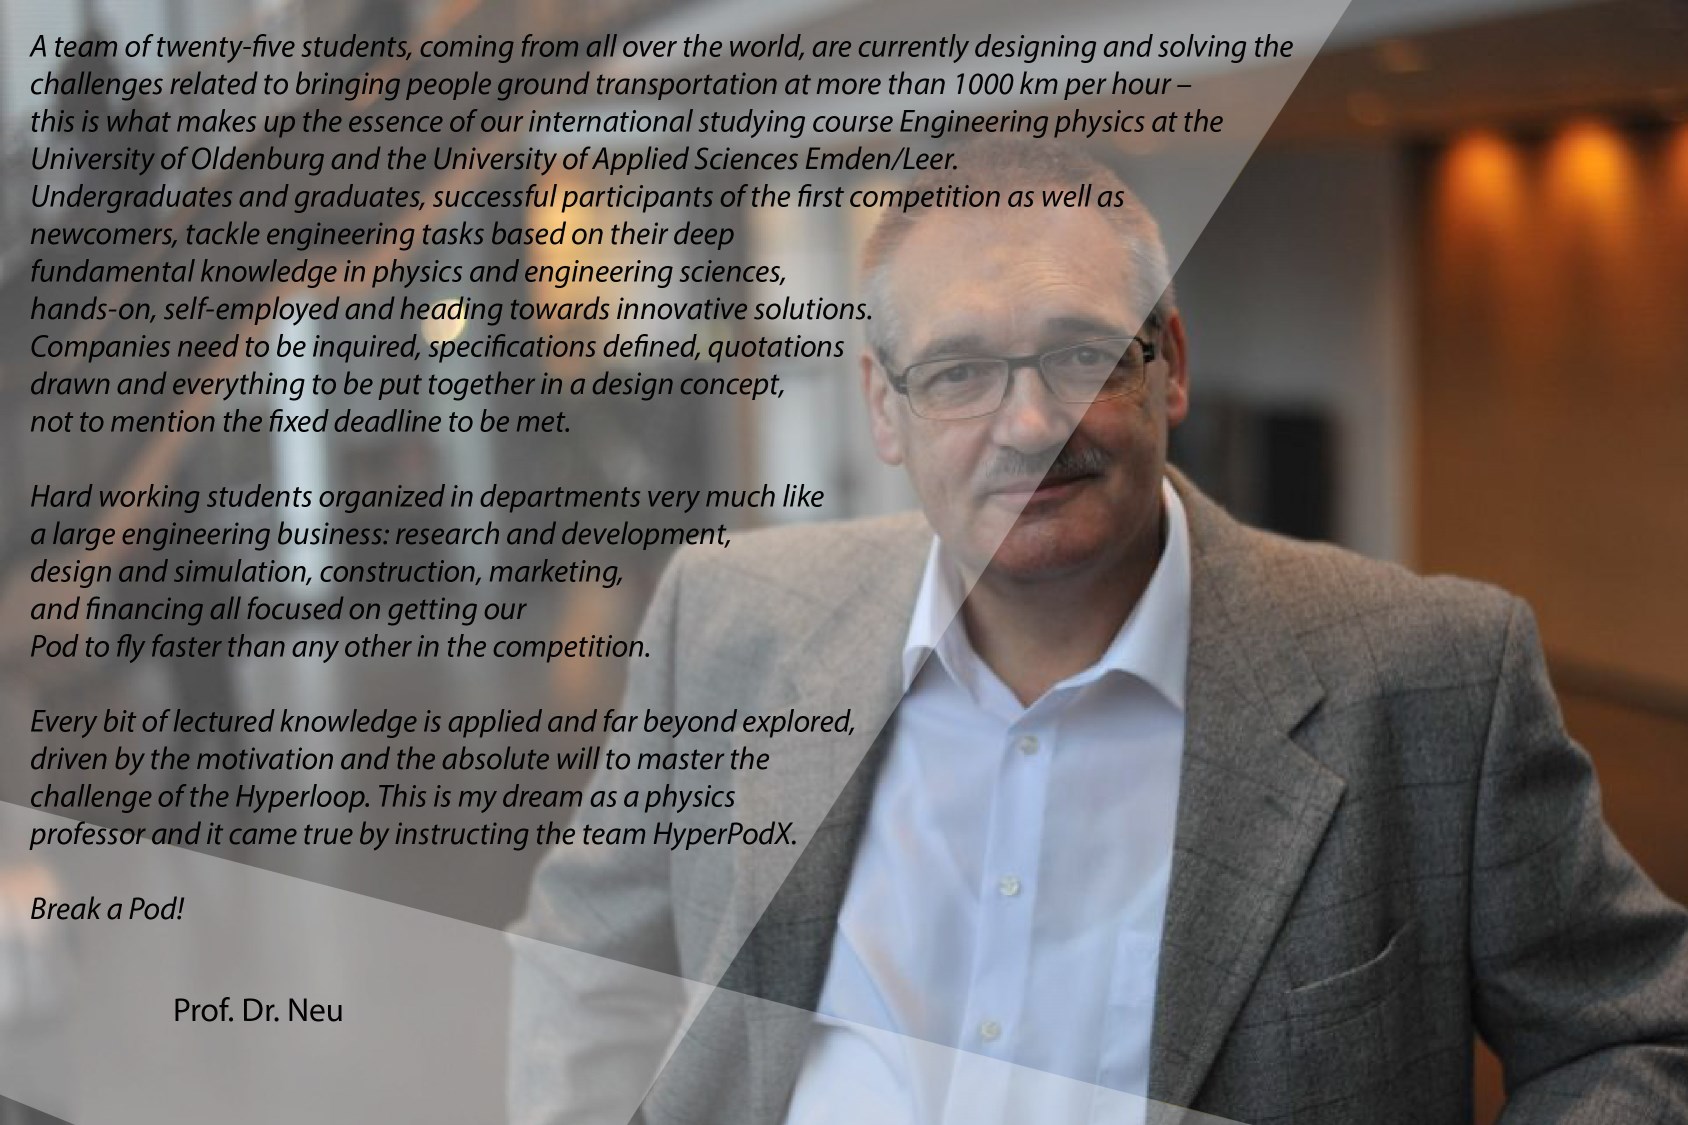 A team of twenty-five students, coming from all over the world, are currently designing and solving the
challenges related to bringing people ground transportation at more than 1000 km per hour –
this is what makes up the essence of our international studying course Engineering physics at the
University of Oldenburg and the University of Applied Sciences Emden/Leer.
Undergraduates and graduates, successful participants of the first competition as well as
newcomers, tackle engineering tasks based on their deep
fundamental knowledge in physics and engineering sciences,
hands-on, self-employed and heading towards innovative solutions.
Companies need to be inquired, specifications defined, quotations
drawn and everything to be put together in a design concept,
not to mention the fixed deadline to be met.
Hard working students organized in departments very much like
a large engineering business: research and development,
design and simulation, construction, marketing,
and financing all focused on getting our
Pod to fly faster than any other in the competition.
Every bit of lectured knowledge is applied and far beyond explored,
driven by the motivation and the absolute will to master the
challenge of the Hyperloop. This is my dream as a physics
professor and it came true by instructing the team HyperPodX.
Break a Pod!
Prof. Dr. Neu